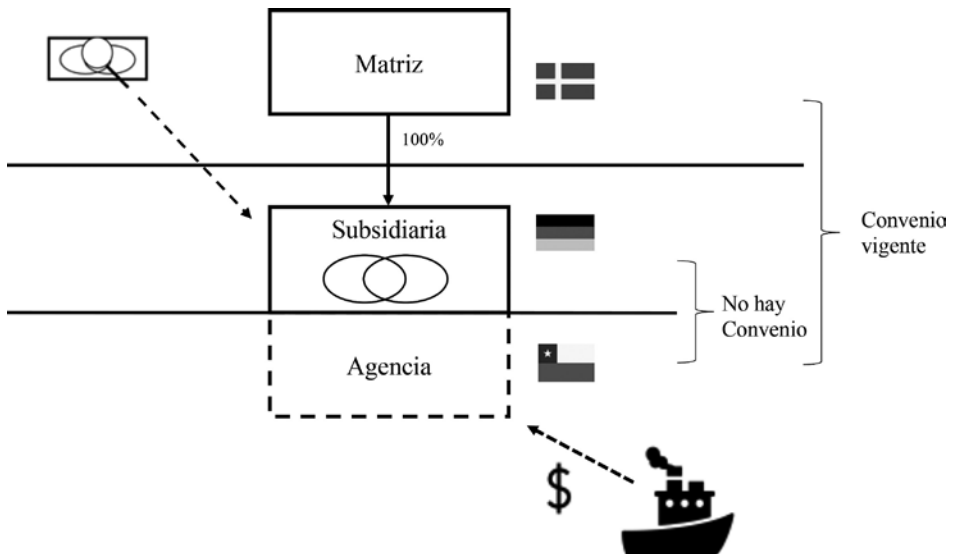 Matriz
100%
Subsidiaria
Convenio
vigente
No hay
Convenio
Agencia
$